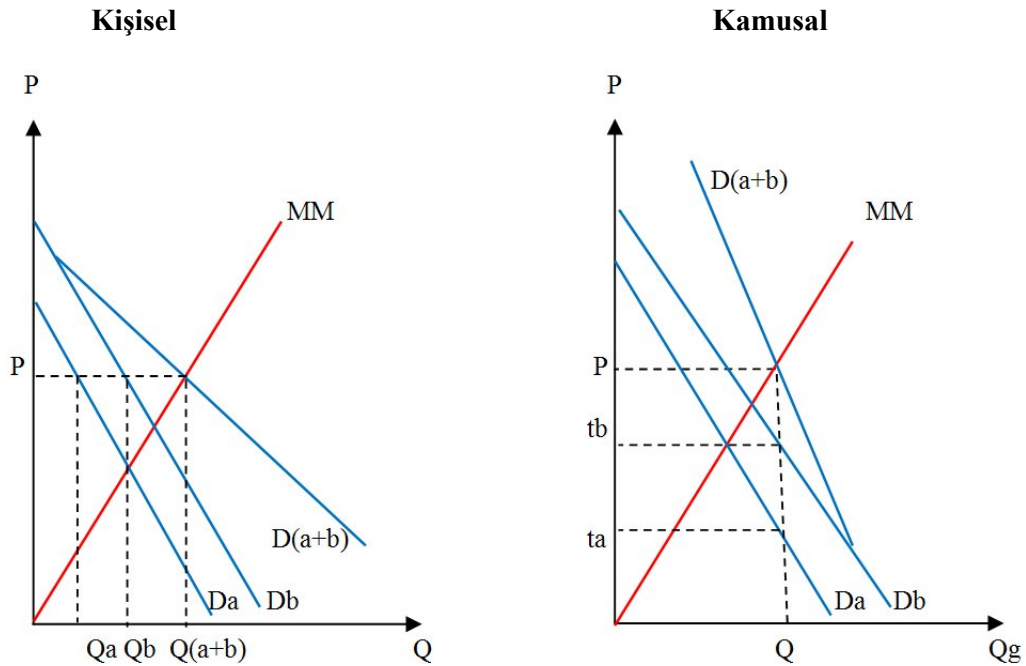 Kişisel
Kamusal
P
MM
P
D(a+b)
Da
Db
Qa
Qb
Q(a+b)
Q
P
D(a+b)
MM
P
tb
ta
Da
Db
Q
Qg